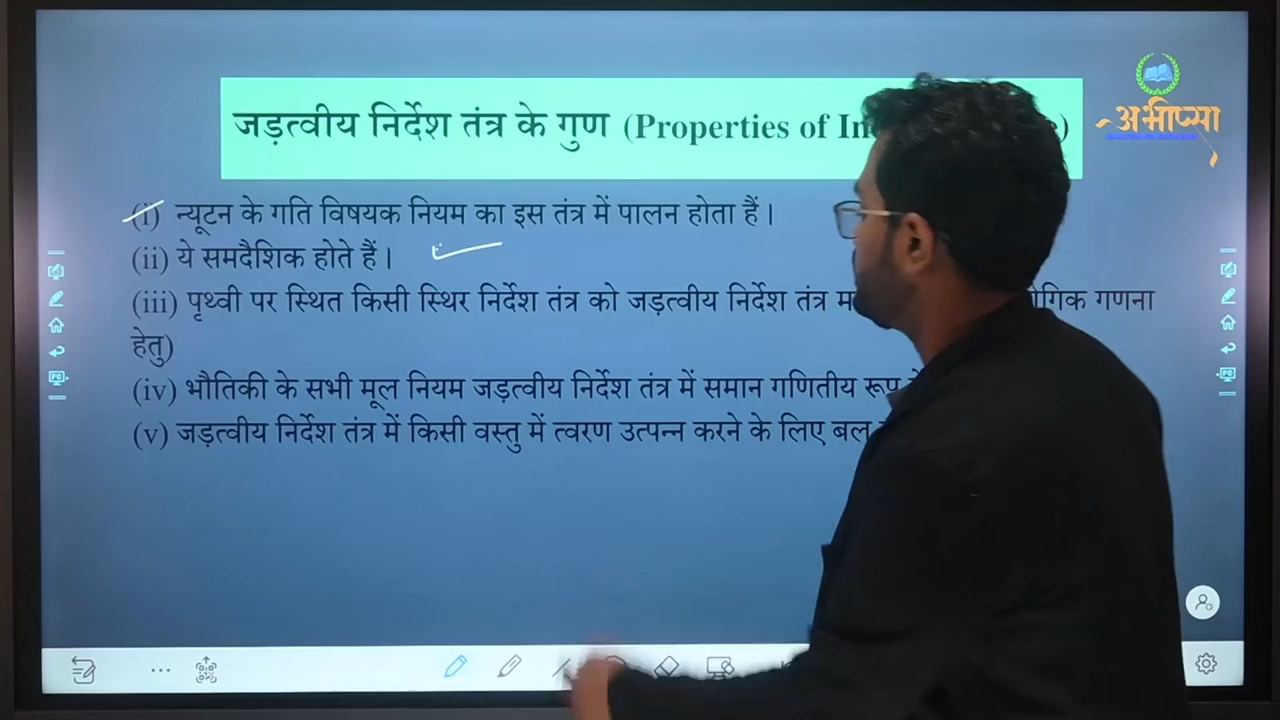 जड़त्वीय निर्देश तंत्र के गुण (Properties of
अभीप्सा
(i) न्यूटन के गति विषयक नियम का इस तंत्र में पालन होता हैं।
(ii) ये समदैशिक होते हैं।
(iii) पृथ्वी पर स्थित किसी स्थिर निर्देश तंत्र को जड़त्वीय निर्देश तंत्र गणना
हेतु)
(iv) भौतिकी के सभी मूल नियम जड़त्वीय निर्देश तंत्र में समान गणितीय रूप
(v) जड़त्वीय निर्देश तंत्र में किसी वस्तु में त्वरण उत्पन्न करने के लिए बल